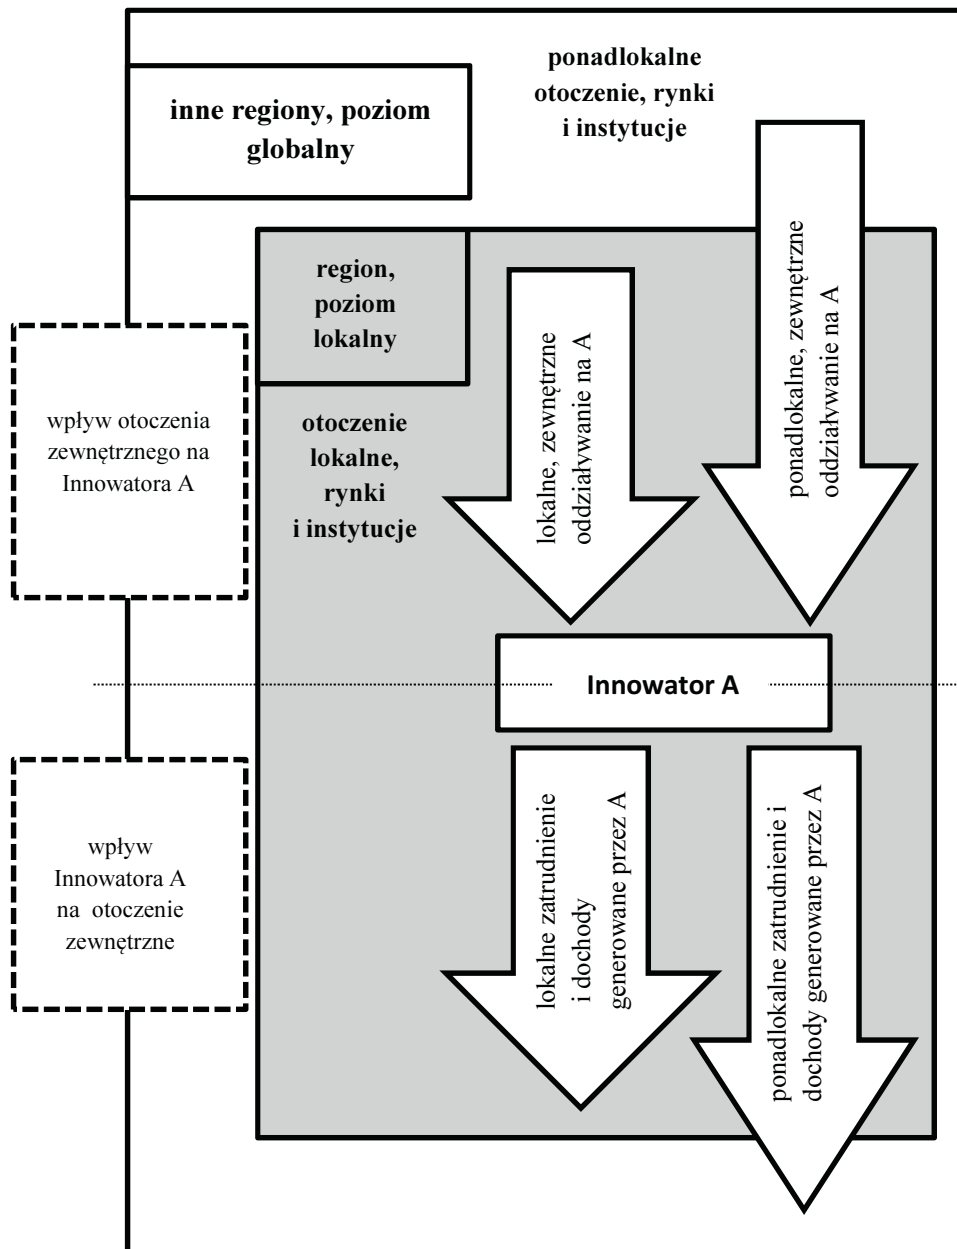 ponadlokalne
otoczenie, rynki
i instytucje
inne regiony, poziom
globalny
region,
poziom
lokalny
otoczenie
lokalne,
rynki
i instytucje
lokalne, zewnętrzne
oddziaływanie na A
ponadlokalne, zewnętrzne
oddziaływanie na A
wpływ otoczenia
zewnętrznego na
Innowatora A
Innowator A
wpływ
Innowatora A
na otoczenie
zewnętrzne
lokalne zatrudnienie
i dochody
generowane przez A
ponadlokalne zatrudnienie i
dochody generowane przez A